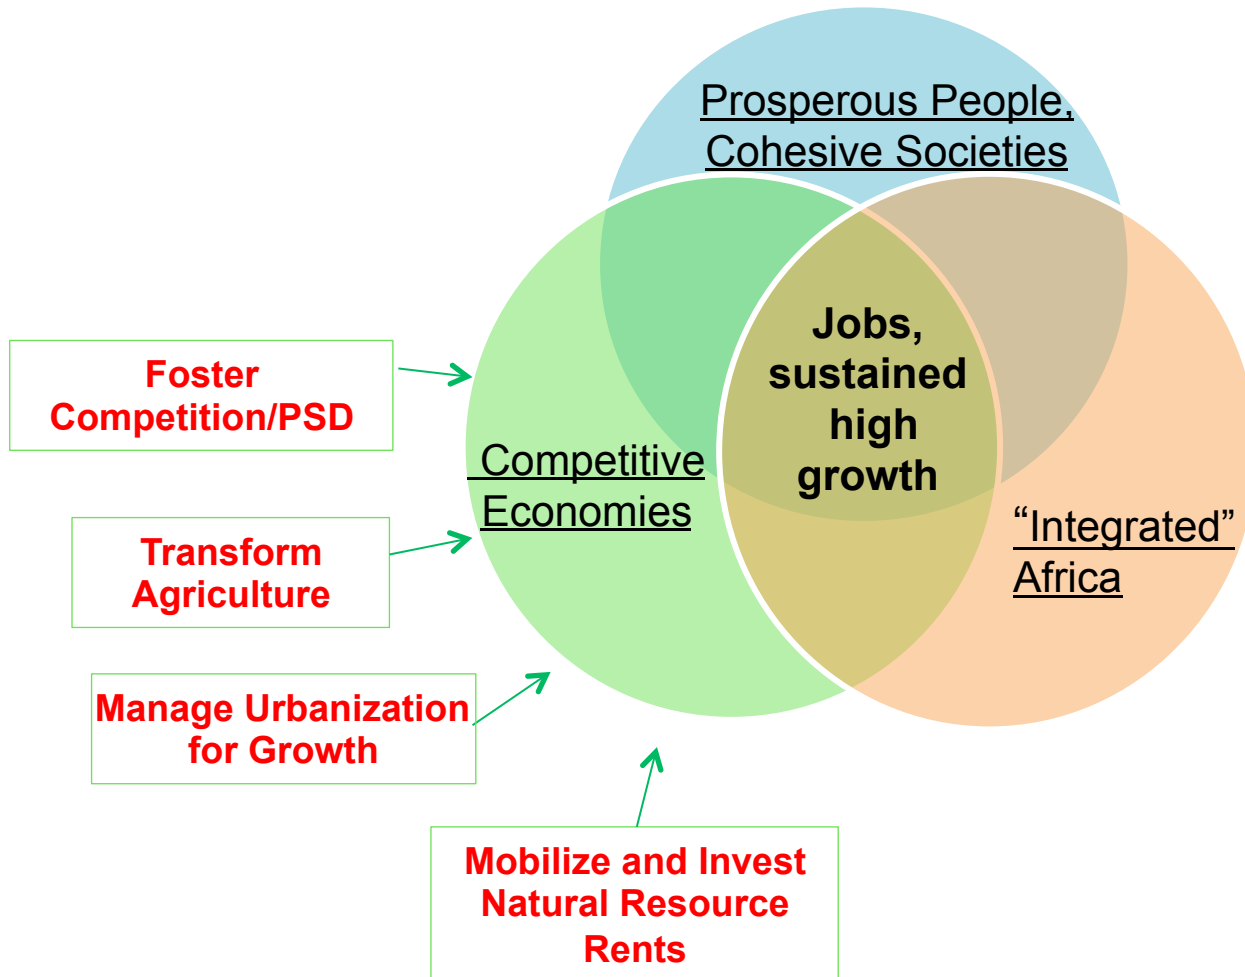 Prosperous People,
Cohesive Societies
Jobs,
sustained
high
growth
Foster
Competition/PSD
Competitive
Economies
“Integrated”
Africa
Transform
Agriculture
Manage Urbanization
for Growth
Mobilize and Invest
Natural Resource
Rents